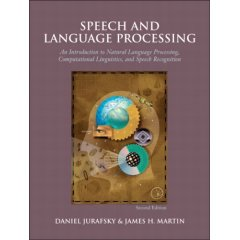 SPEECH AND
LANGUAGE PROCESSING
An Introduction to Natural Language Processing,
Computational Linguistics, and Speech Recognition
Second Edition
DANIEL JURAFSKY & JAMES H. MARTIN